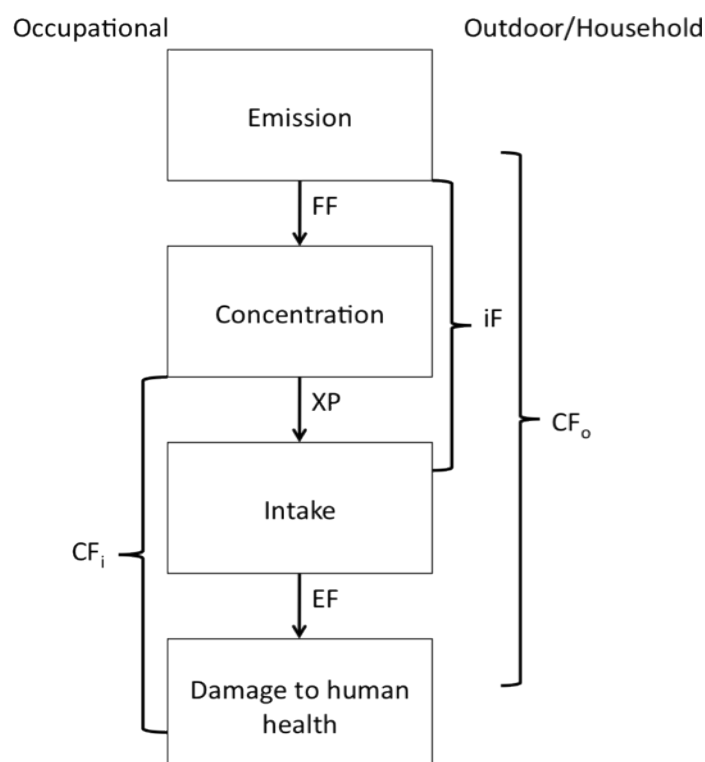 Occupational
Outdoor/Household
Emission
FF
Concentration
iF
XP
CFo
Intake
CFi
EF
Damage to human
health